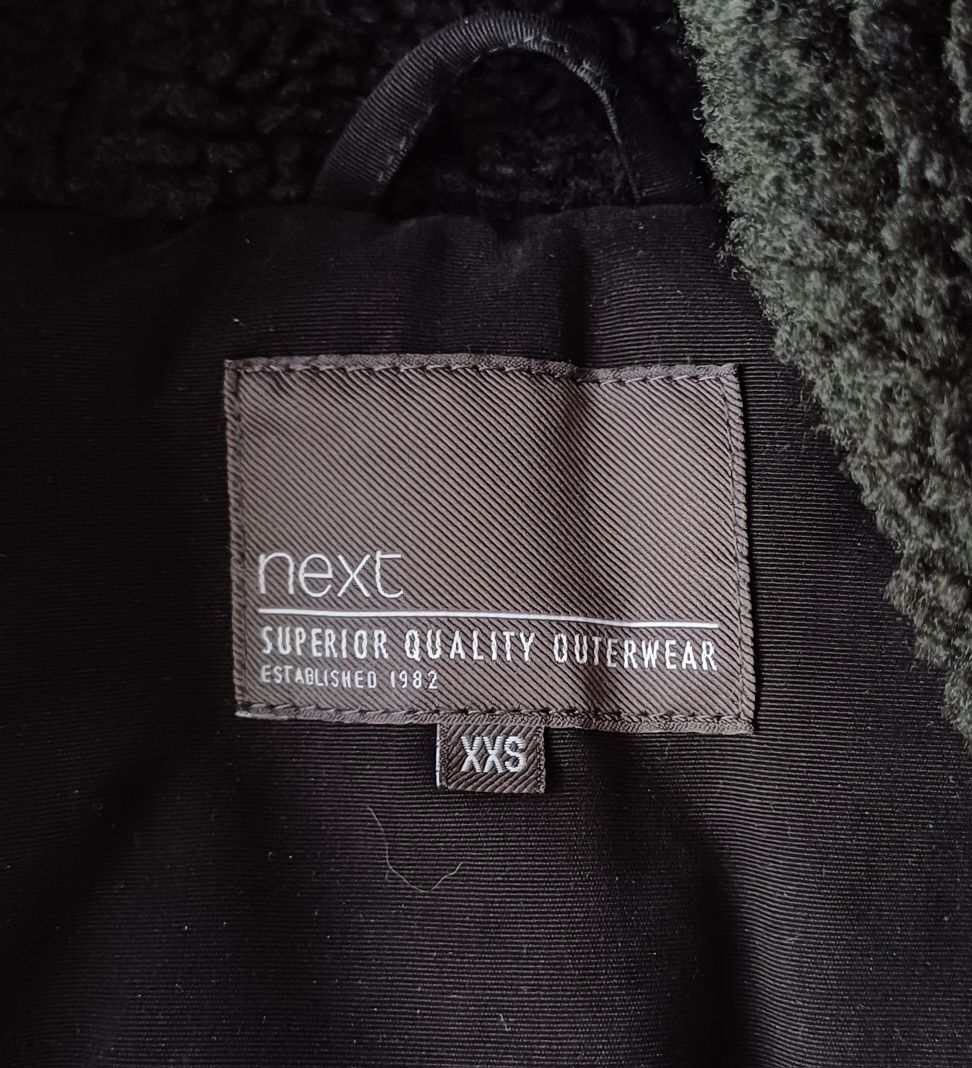 next
SUPERIOR QUALITY OUTERWEAR
ESTABLISHED 1982
XXS